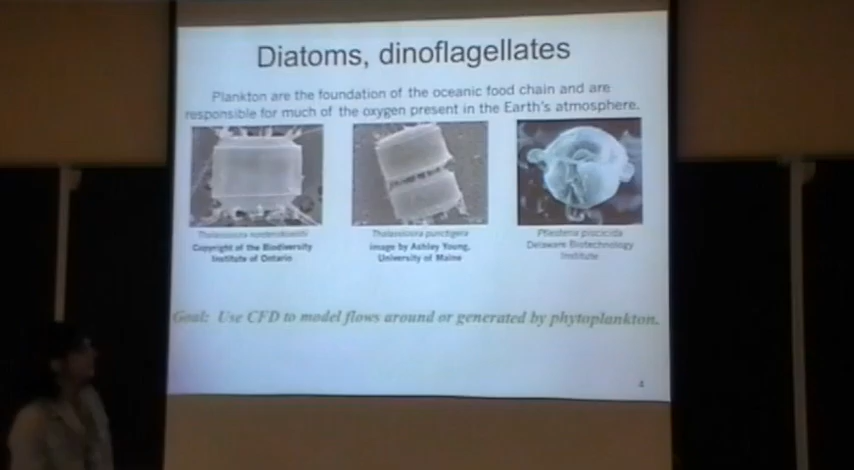 Diatoms, dinoflagellates
Plankton are the foundation of the oceanic food chain and are
responsible for much of the oxygen present in the Earth's atmosphere.
Thalassiosira
Copyright of the Biodiversity
Institute of Ontario
Thalassiosira punctigera
image by Ashley Young,
University of Maine
Pfiesteria piscicida
Delaware Biotechnology
Institute
Goal: Use CFD to model flows around or generated by phytoplankton.
4